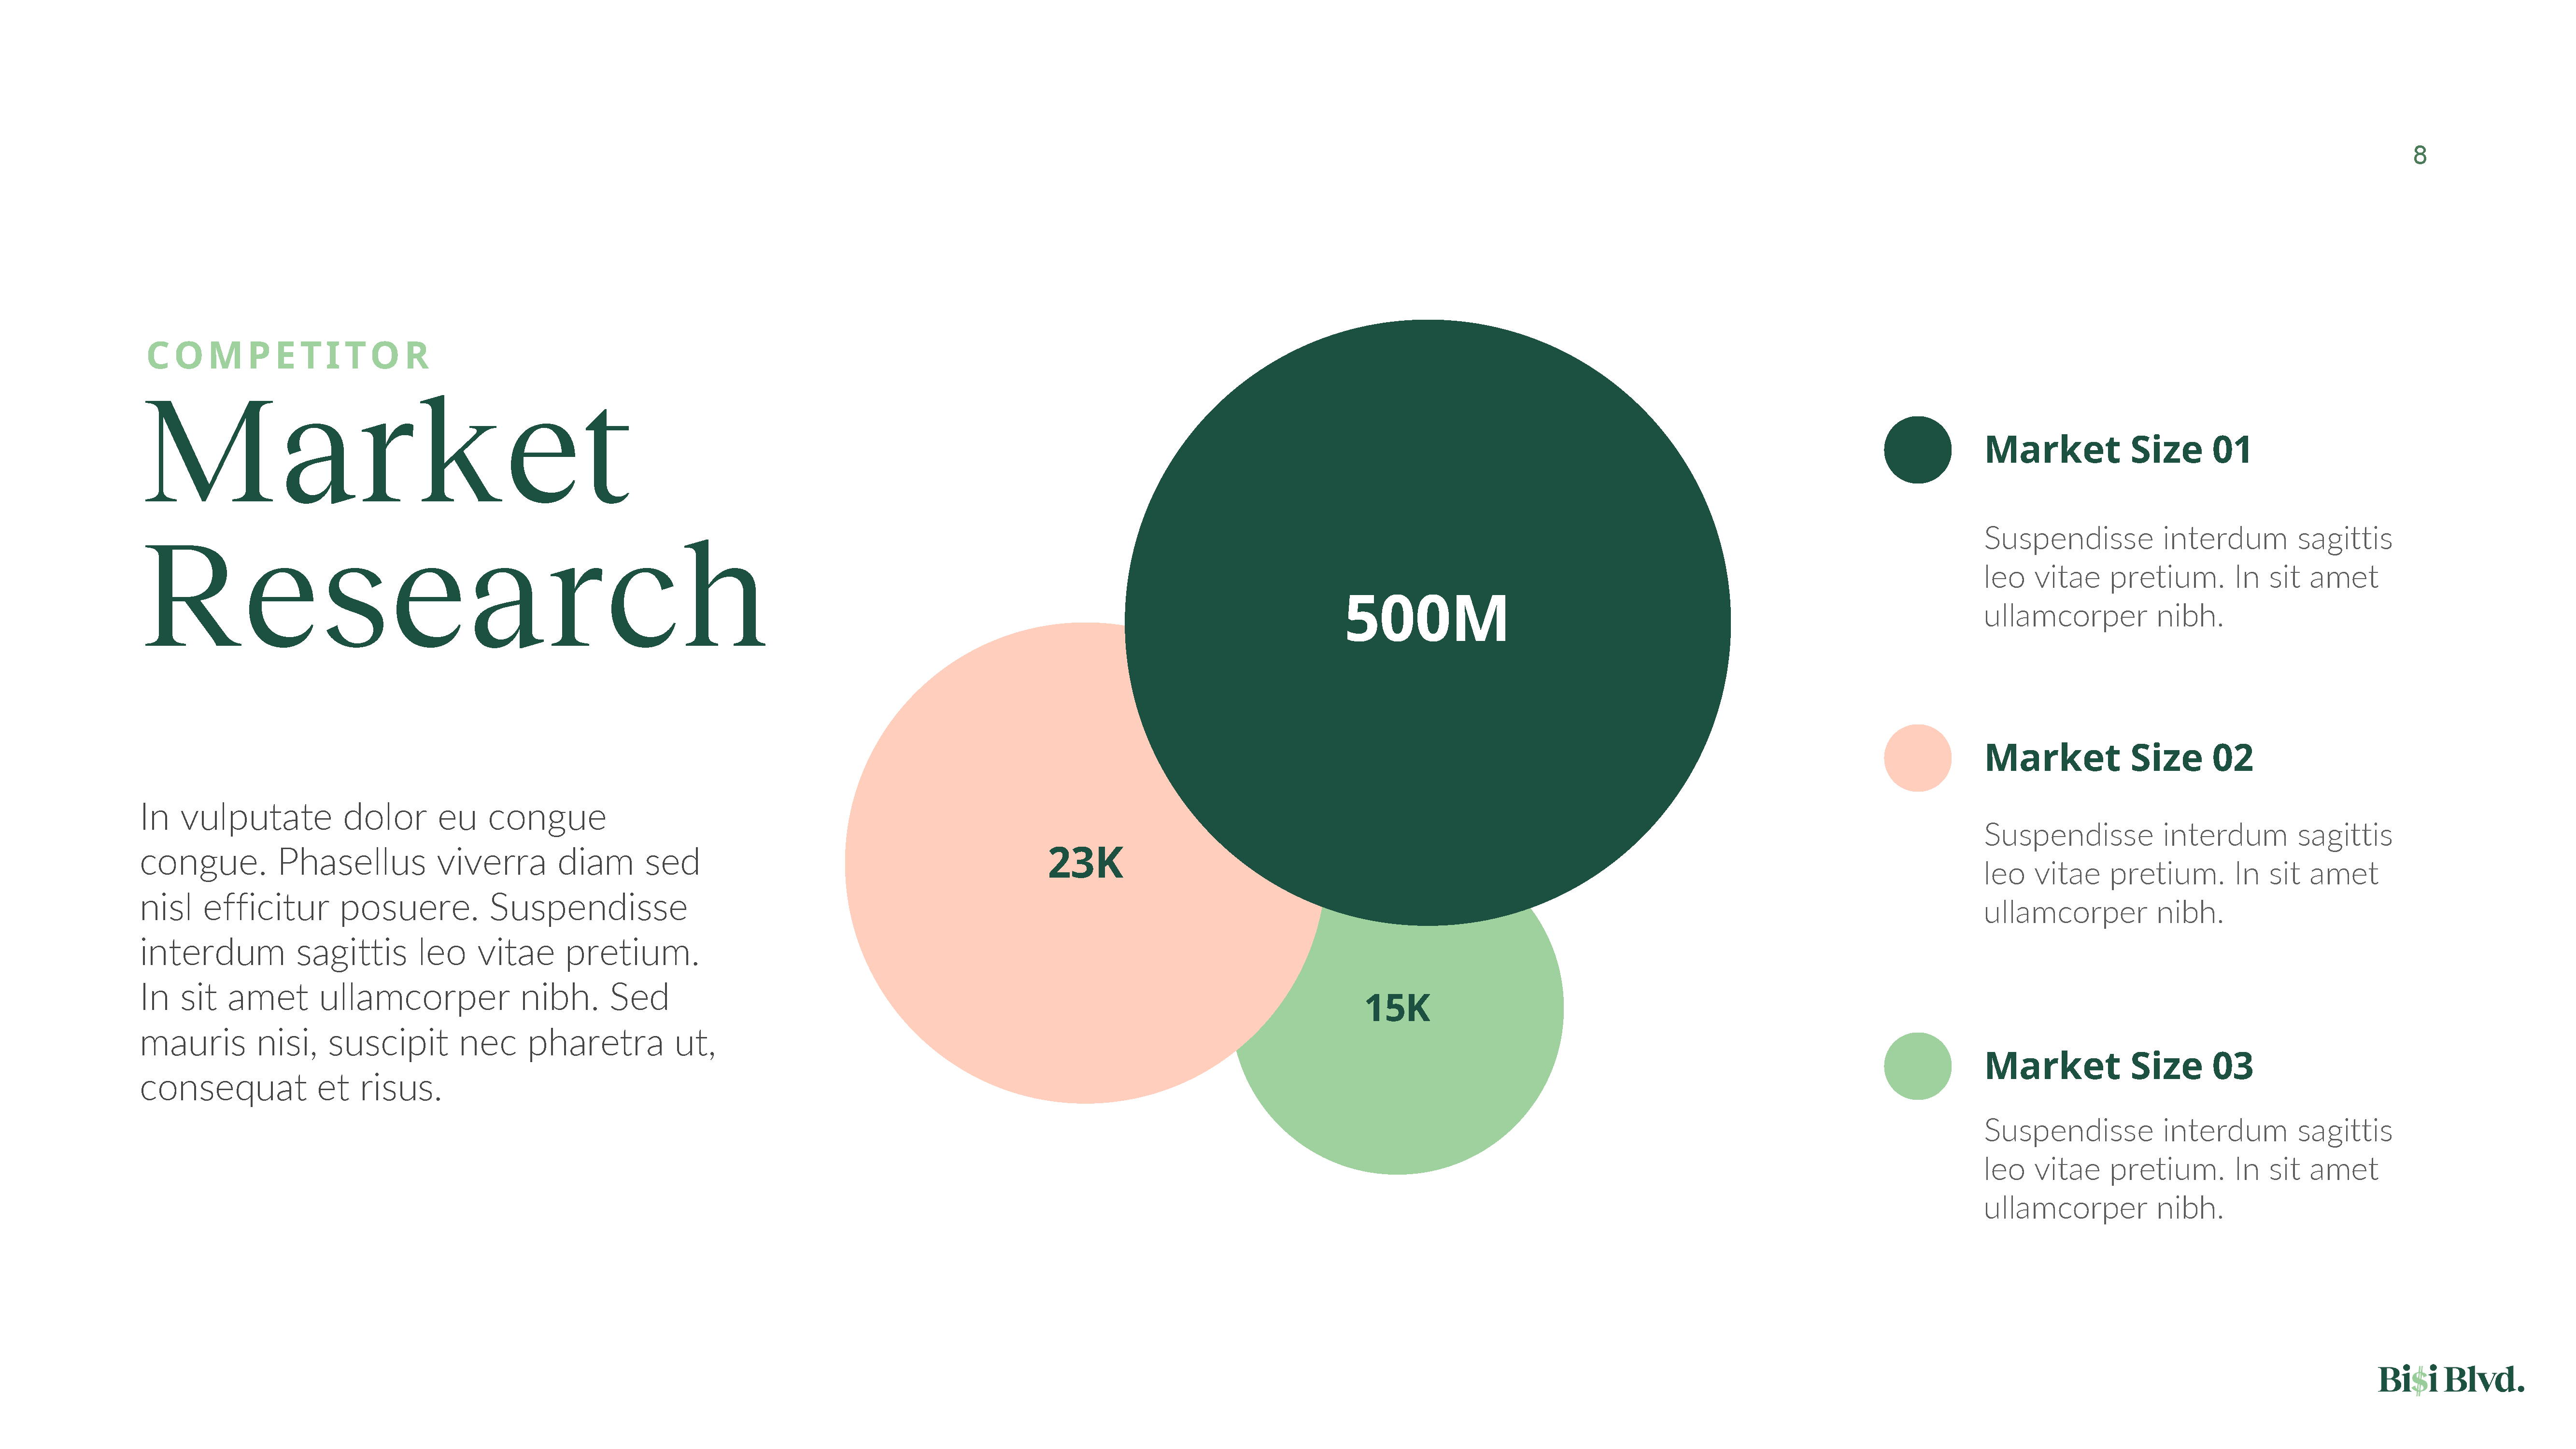 8
COMPETITOR
Market
Research
In vulputate dolor eu congue
congue. Phasellus viverra diam sed
nisl efficitur posuere. Suspendisse
interdum sagittis leo vitae pretium.
In sit amet ullamcorper nibh. Sed
mauris nisi, suscipit nec pharetra ut,
consequat et risus.
500M
23K
15K
Market Size 01
Suspendisse interdum sagittis
leo vitae pretium. In sit amet
ullamcorper nibh.
Market Size 02
Suspendisse interdum sagittis
leo vitae pretium. In sit amet
ullamcorper nibh.
Market Size 03
Suspendisse interdum sagittis
leo vitae pretium. In sit amet
ullamcorper nibh.
Bi$i Blvd.